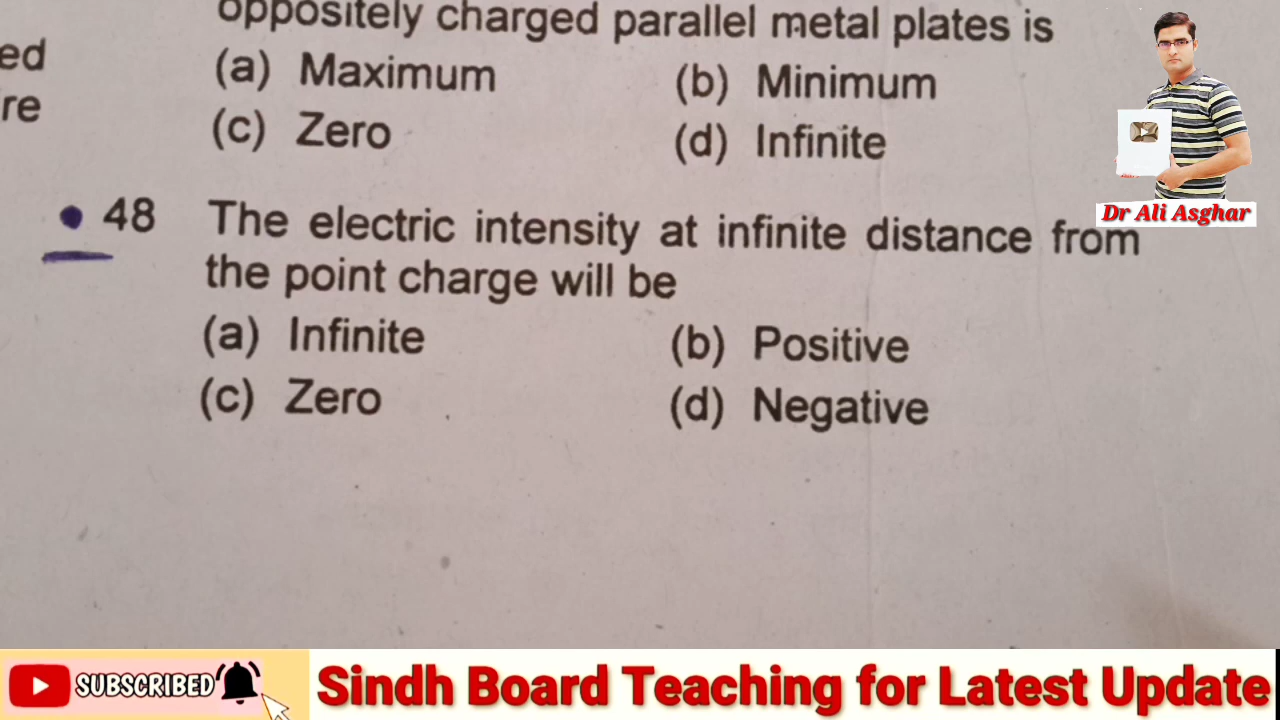 oppositely charged parallel metal plates is
ed
(a) Maximum (b) Minimum
re
(c) Zero (d) Infinite
Dr Ali Asghar
48 The electric intensity at infinite distance from
the point charge will be
(a) Infinite (b) Positive
(c) Zero (d) Negative
SUBSCRIBED
Sindh Board Teaching for Latest Update